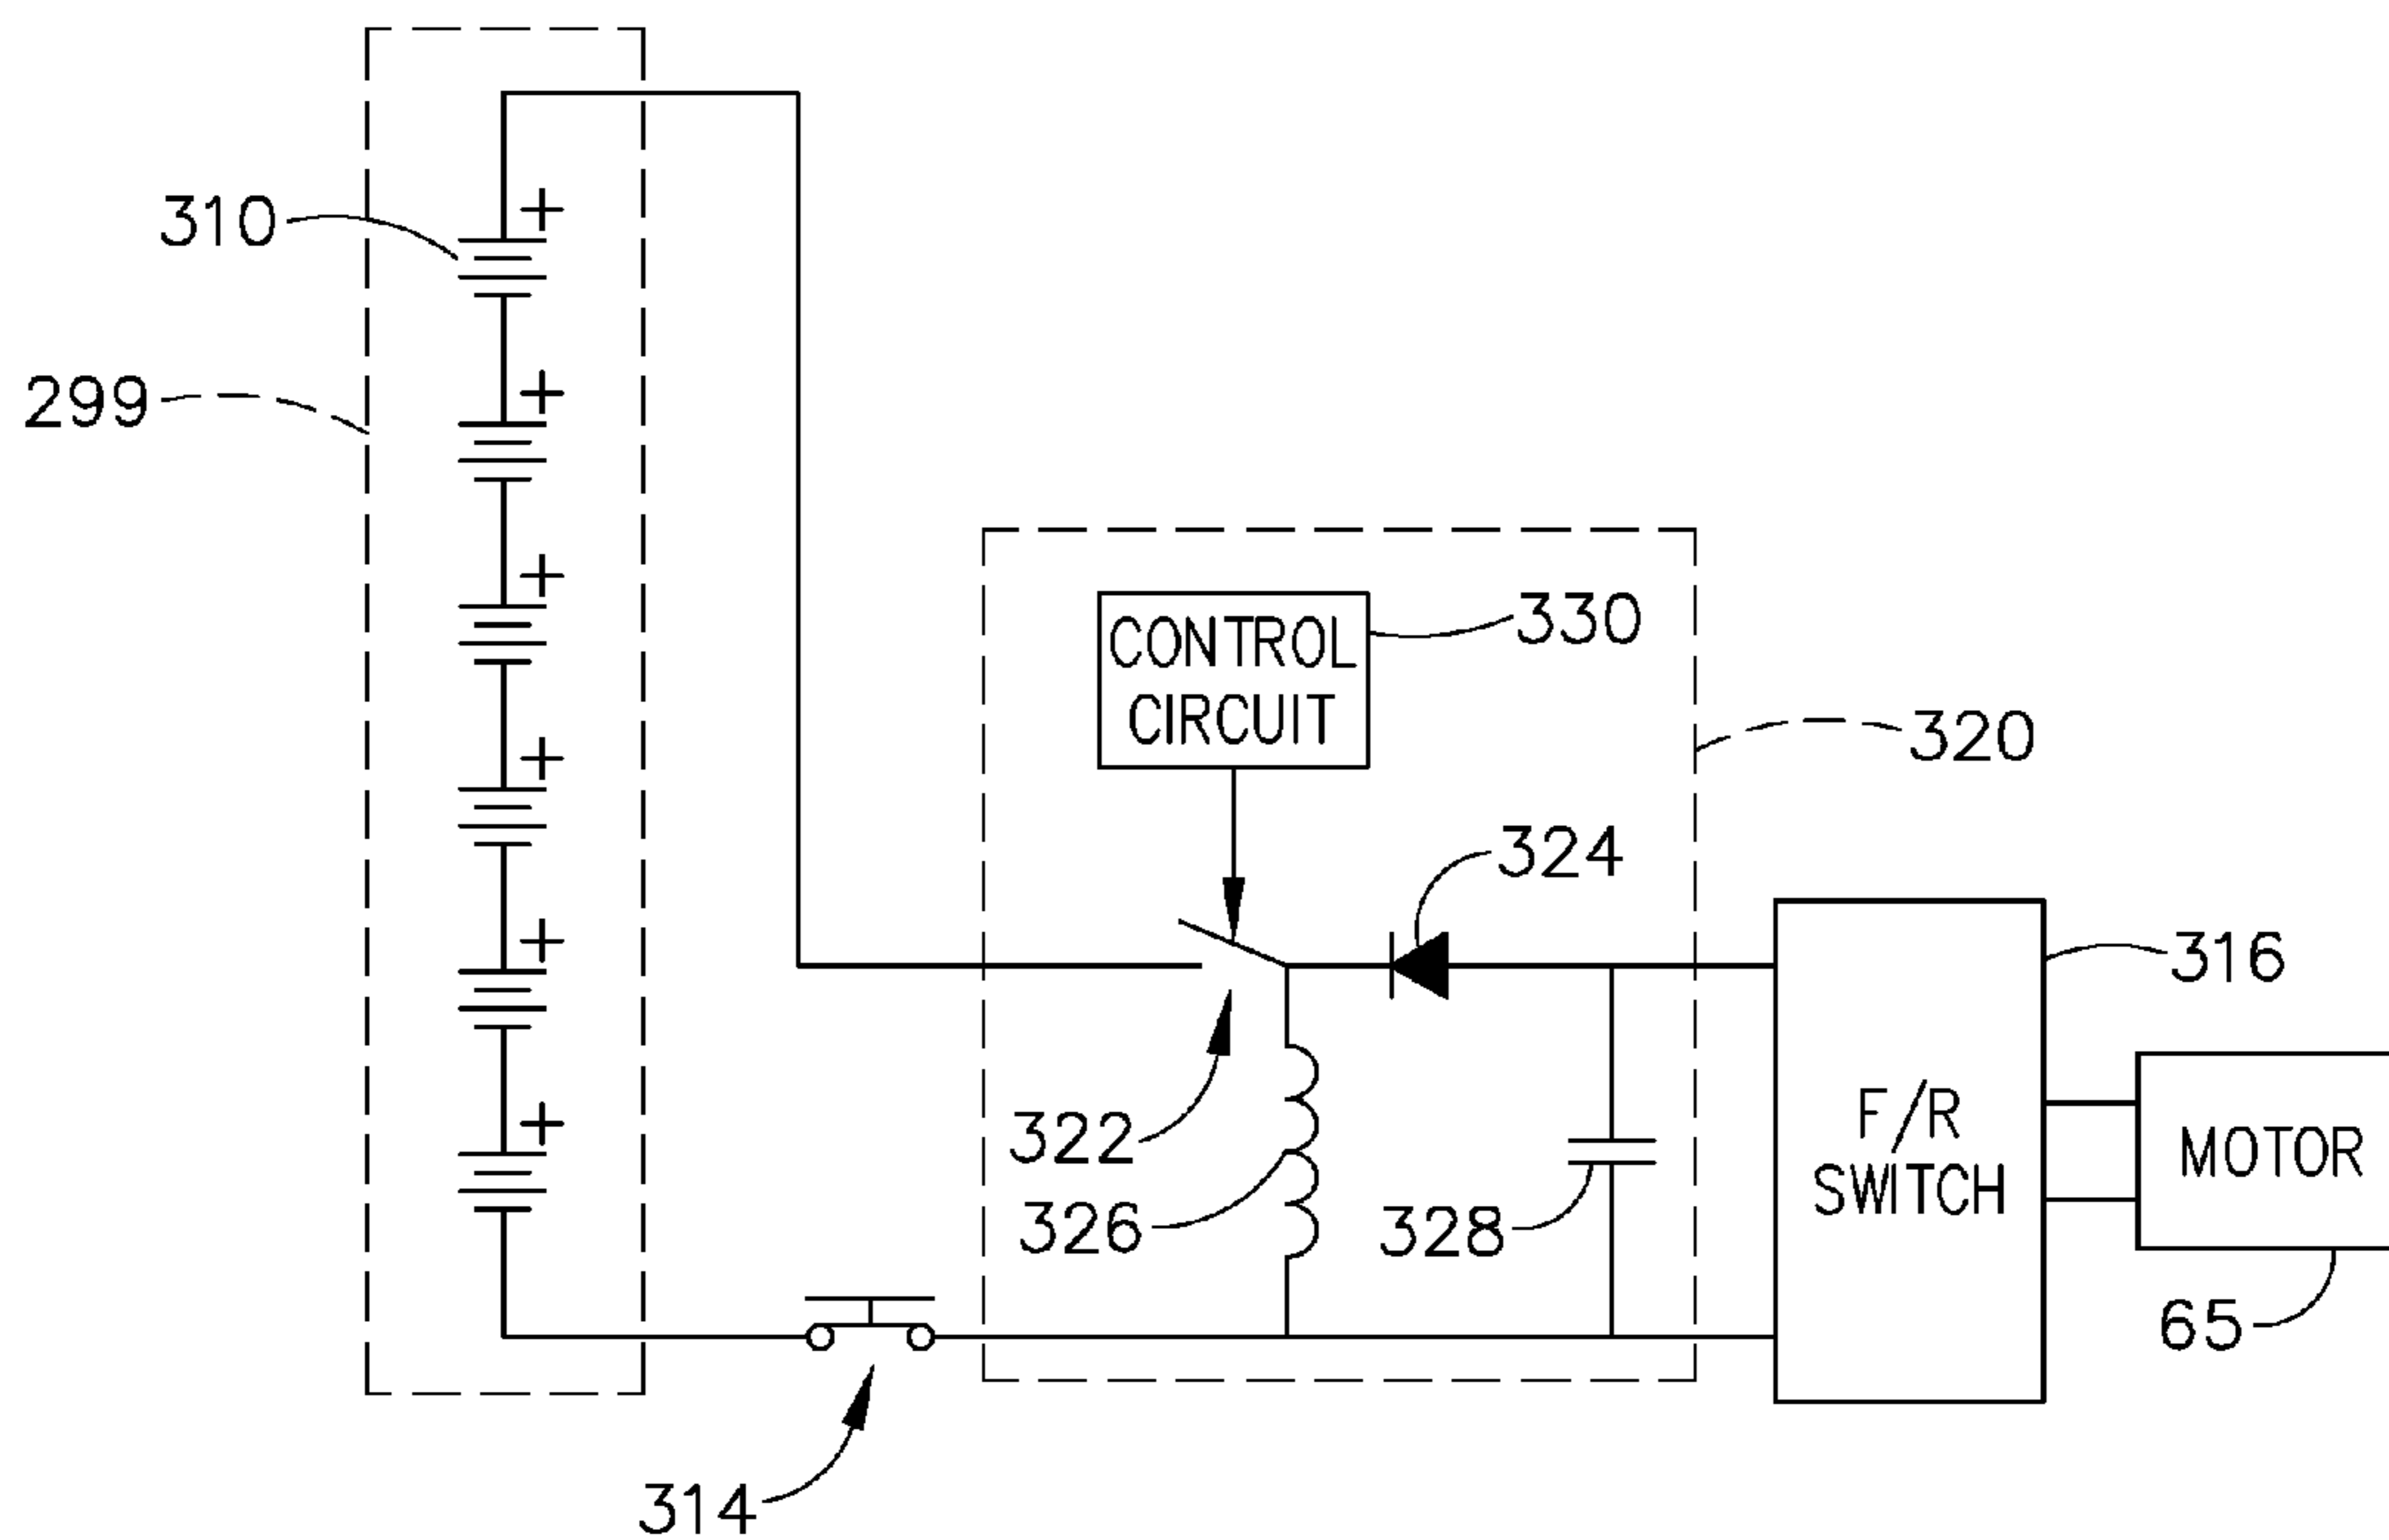 310
299
CONTROL
CIRCUIT
330
320
324
316
322
326
328
F/R
SWITCH
MOTOR
65
314